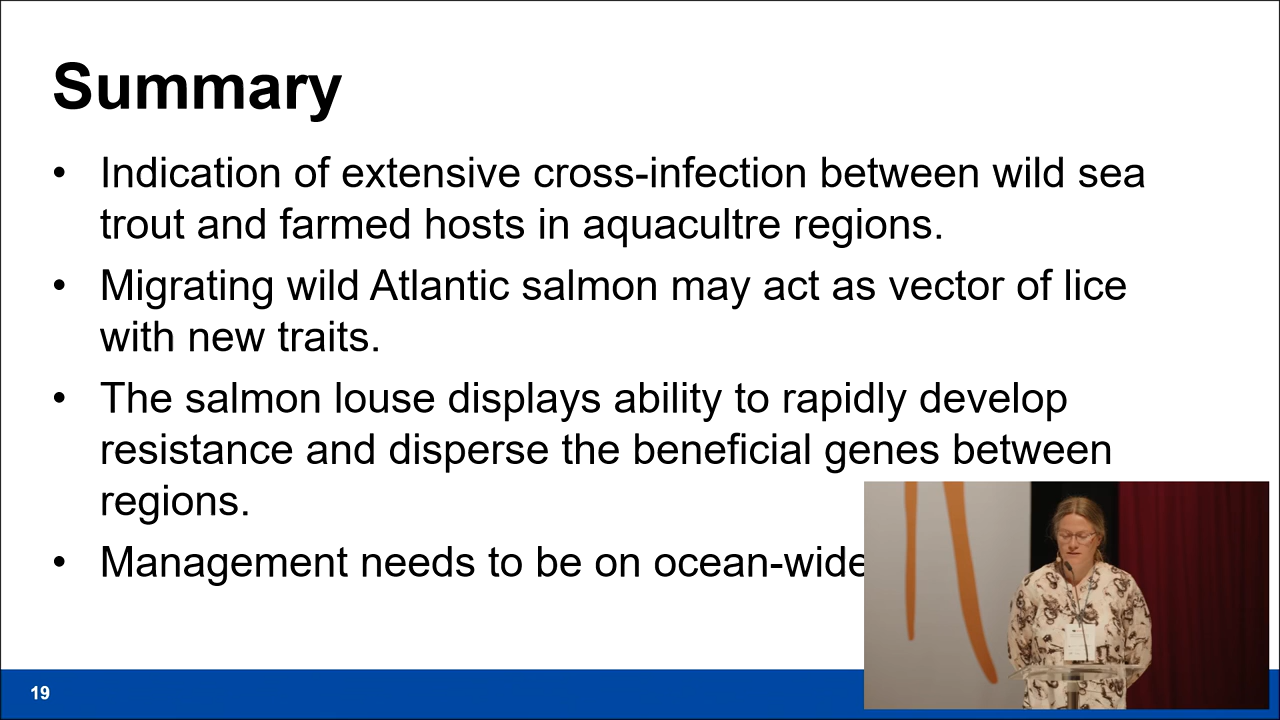 Summary
• Indication of extensive cross-infection between wild sea
trout and farmed hosts in aquacultre regions.
• Migrating wild Atlantic salmon may act as vector of lice
with new traits.
• The salmon louse displays ability to rapidly develop
resistance and disperse the beneficial genes between
regions.
• Management needs to be on ocean-wide
19